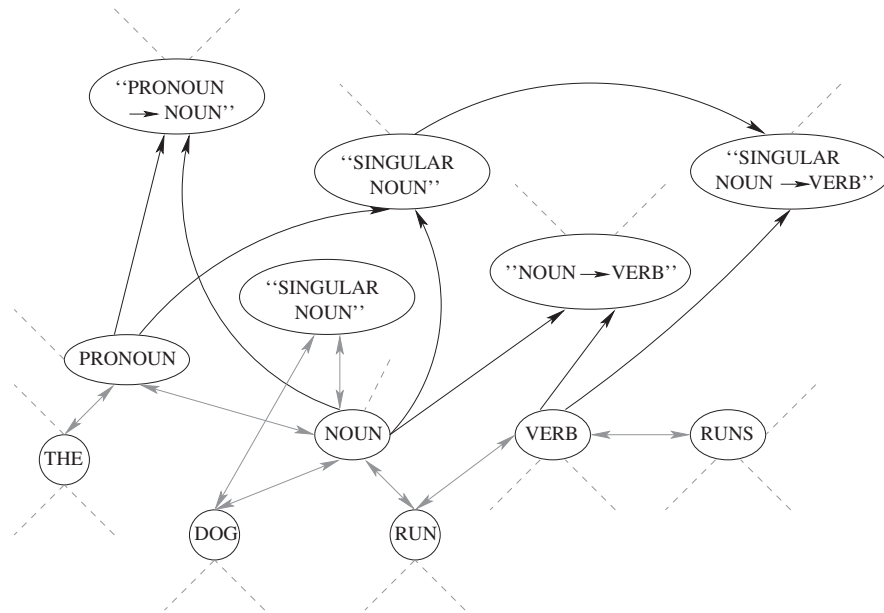 ‘‘PRONOUN
→ NOUN’’
‘‘SINGULAR
NOUN’’
‘‘SINGULAR
NOUN → VERB’’
’’NOUN → VERB’’
‘‘SINGULAR
NOUN’’
PRONOUN
NOUN
VERB
RUNS
THE
DOG
RUN